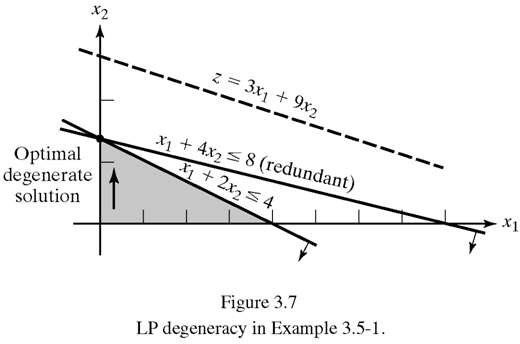 x₂
z = 3x₁ + 9x₂
x₁ + 4x₂ ≤ 8 (redundant)
x₁ + 2x₂ ≤ 4
Optimal
degenerate
solution
x₁
Figure 3.7
LP degeneracy in Example 3.5-1.